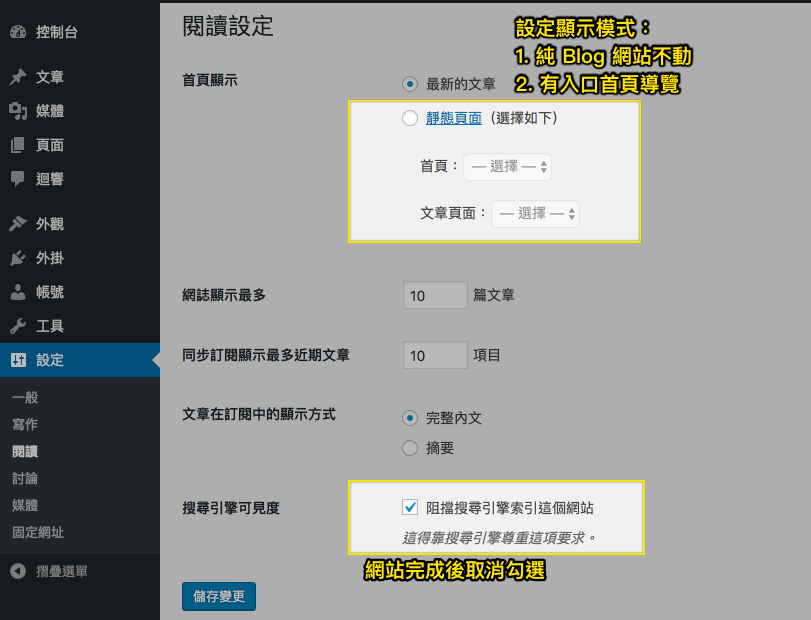 控制台
文章
媒體
頁面
迴響
外觀
外掛
帳號
工具
設定
一般
寫作
閱讀
討論
媒體
固定網址
摺疊選單
閱讀設定
設定顯示模式：
1. 純 Blog 網站不動
2. 有入口首頁導覽
首頁顯示
最新的文章
靜態頁面（選擇如下）
首頁： — 選擇 —
文章頁面： — 選擇 —
網誌顯示最多 10 篇文章
同步訂閱顯示最多近期文章 10 項目
文章在訂閱中的顯示方式
完整內文
摘要
搜尋引擎可見度
阻擋搜尋引擎索引這個網站
這得靠搜尋引擎尊重這項要求。
網站完成後取消勾選
儲存變更